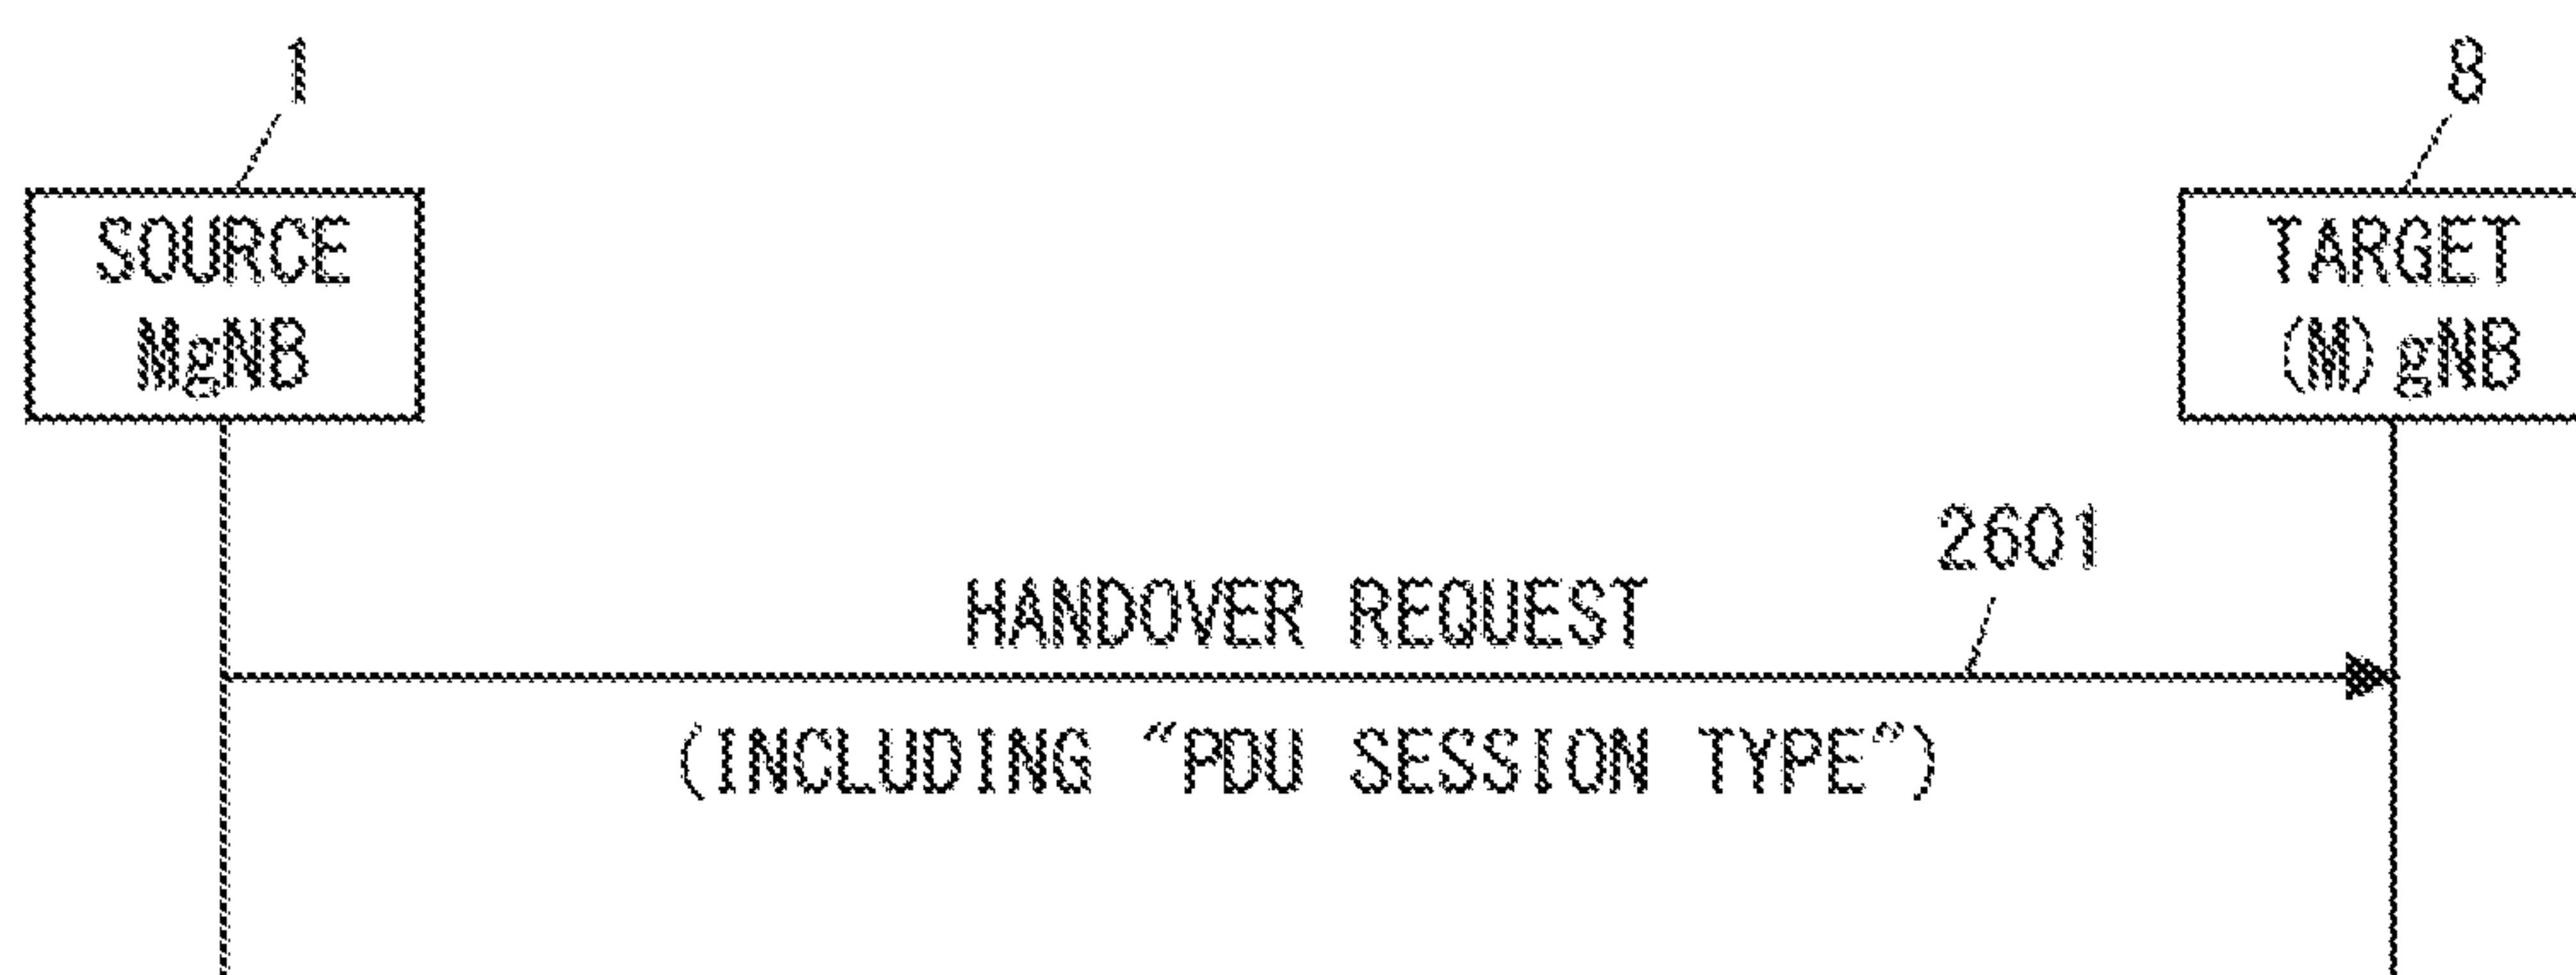 1
8
SOURCE
MgNB
TARGET
(M) gNB
2601
HANDOVER REQUEST
(INCLUDING “PDU SESSION TYPE”)